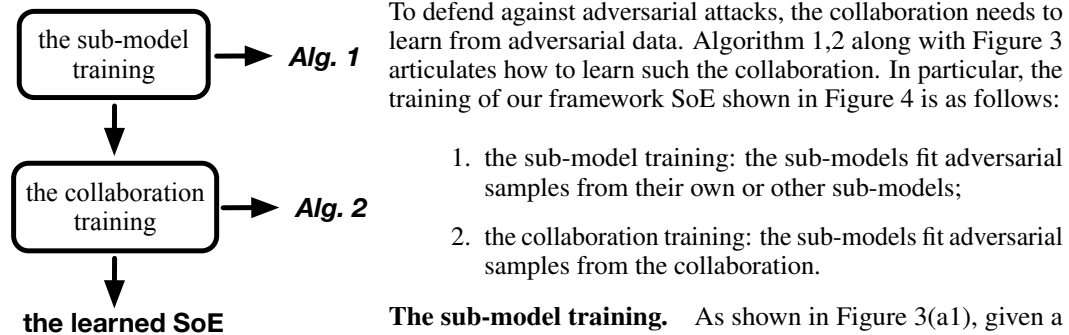 the sub-model
training
Alg. 1
the collaboration
training
Alg. 2
the learned SoE
To defend against adversarial attacks, the collaboration needs to
learn from adversarial data. Algorithm 1,2 along with Figure 3
articulates how to learn such the collaboration. In particular, the
training of our framework SoE shown in Figure 4 is as follows:
1. the sub-model training: the sub-models fit adversarial
samples from their own or other sub-models;
2. the collaboration training: the sub-models fit adversarial
samples from the collaboration.
The sub-model training. As shown in Figure 3(a1), given a